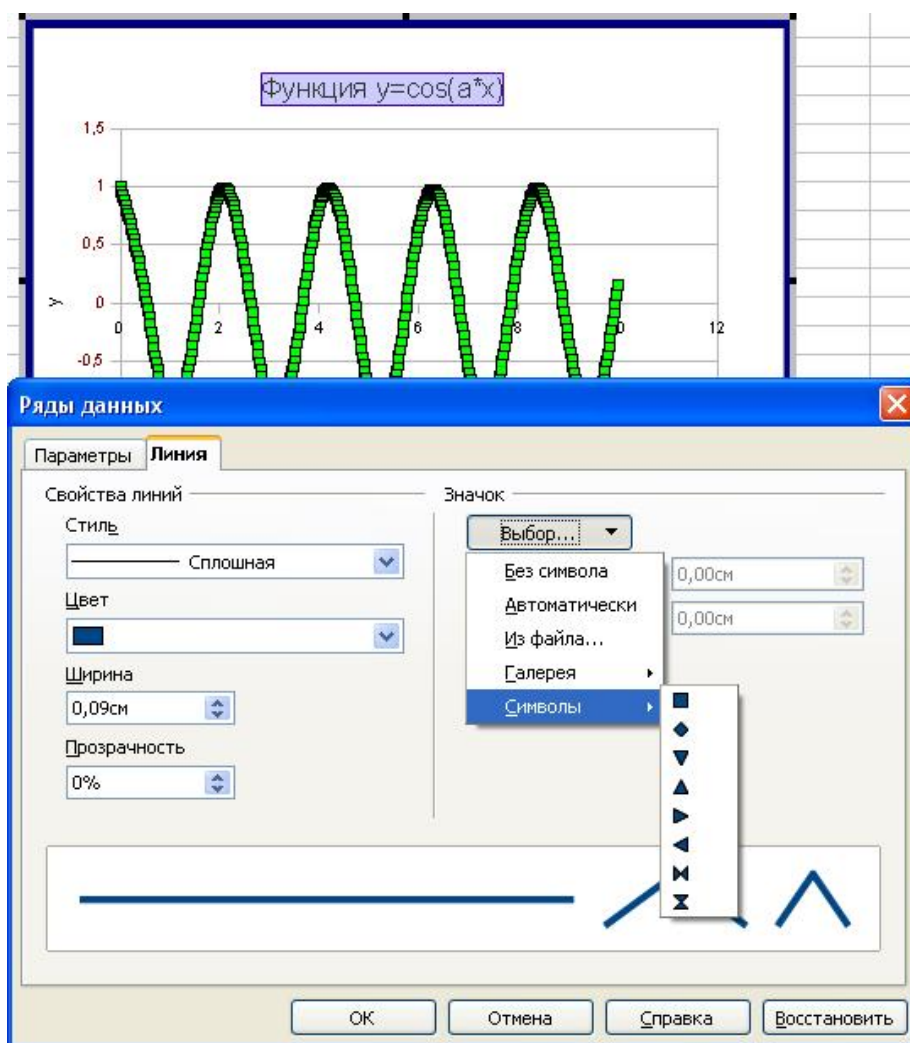 Функция y=cos(a*x)
1,5
1
0,5
y
0
0 2 4 6 8 10 12
-0,5
Ряды данных
Параметры Линия
Свойства линий
Значок
Стиль
Выбор...
Сплошная
Без символа
0,00см
Цвет
Автоматически
0,00см
Из файла...
Ширина
Галерея
0,09см
Символы
Прозрачность
0%
ОК Отмена Справка Восстановить